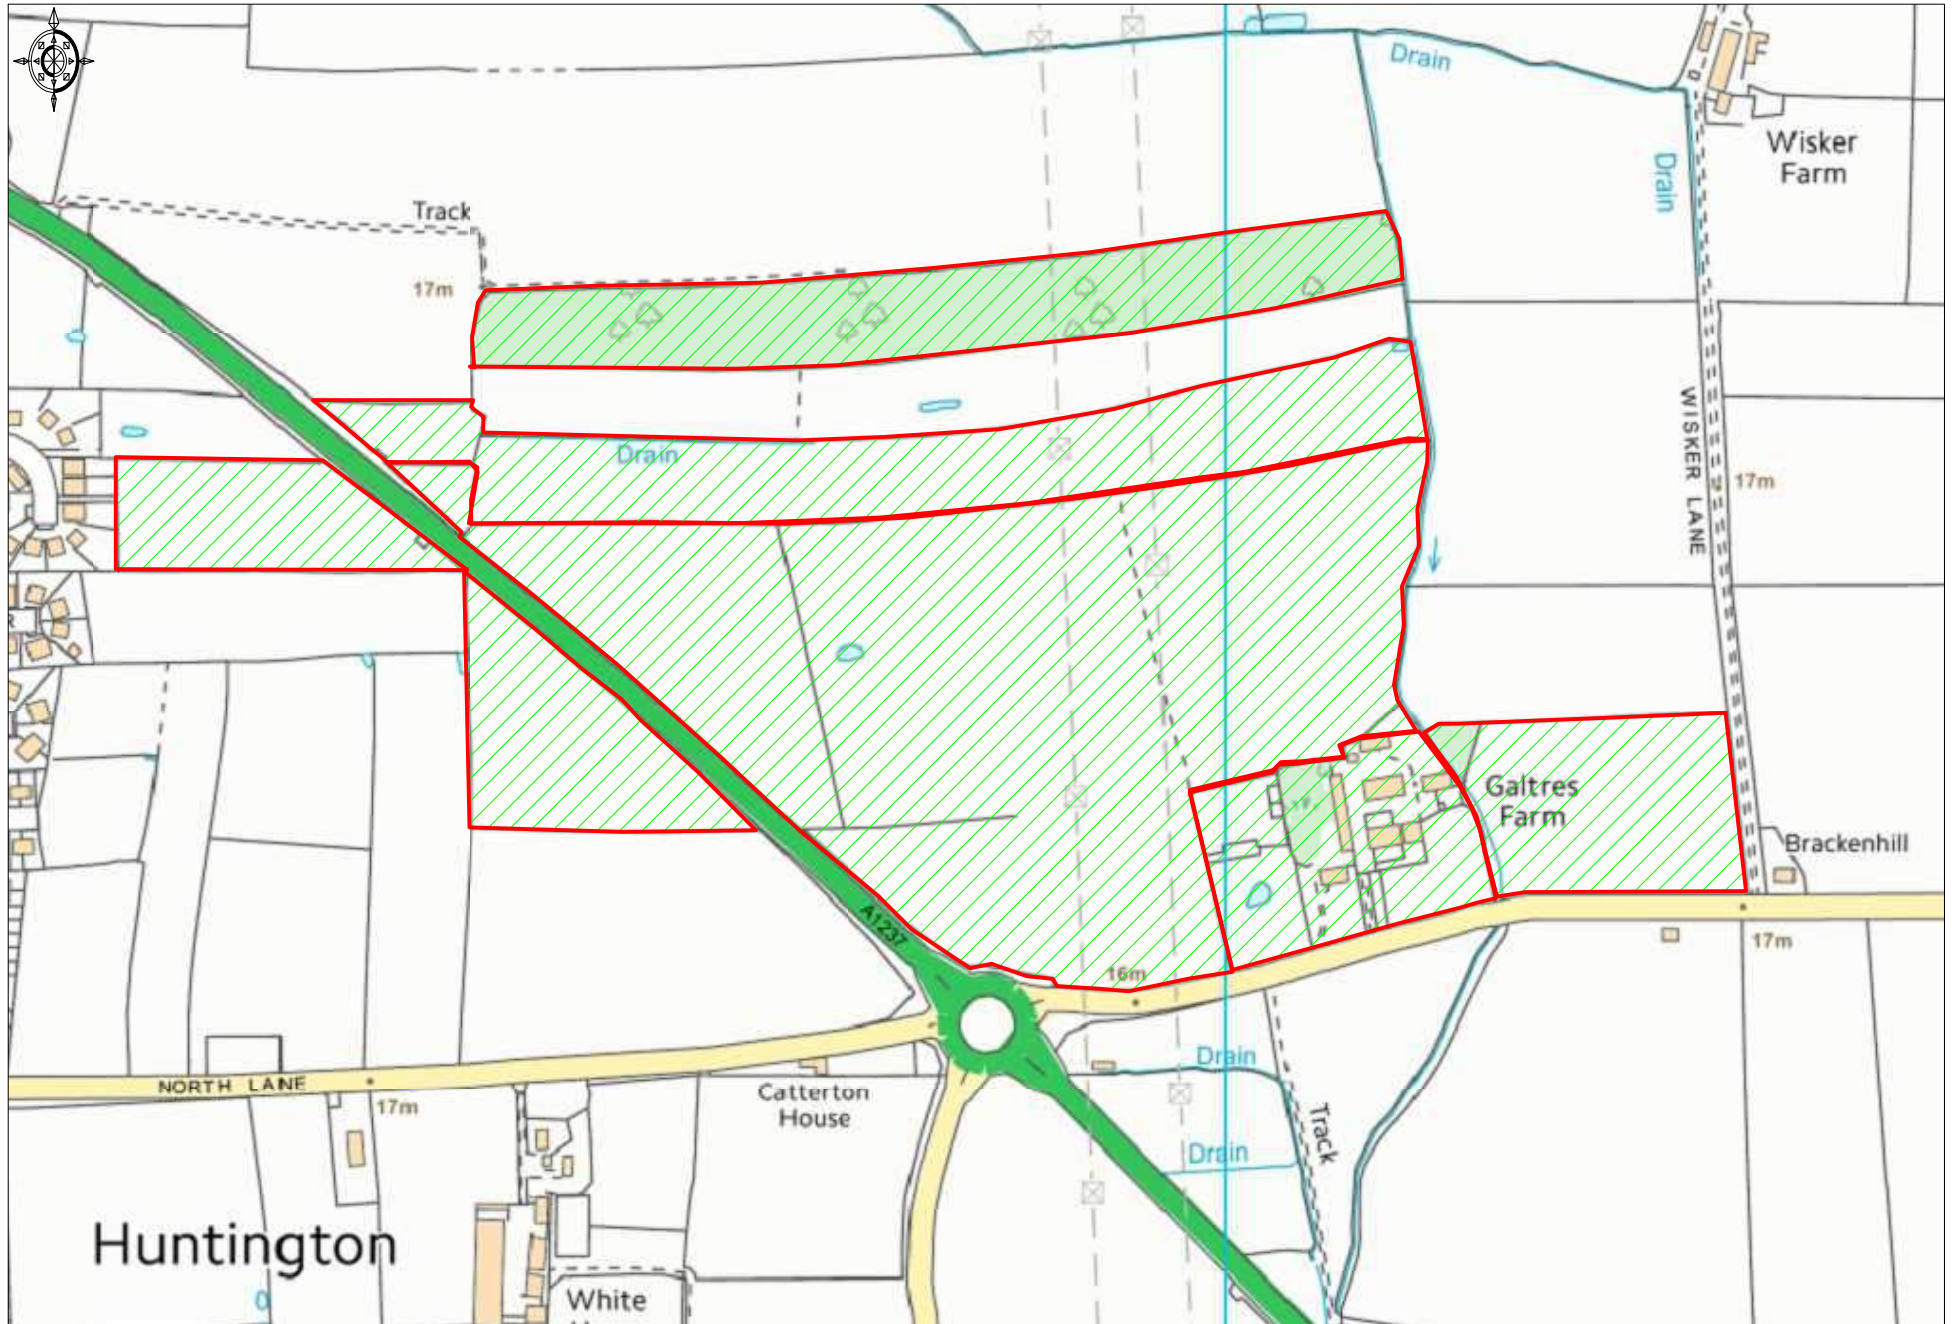 Drain
Wisker
Farm
Drain
Track
17m
WISKER LANE
Drain
17m
Galtres
Farm
Brackenhill
A1237
17m
16m
Drain
NORTH LANE
17m
Catterton
House
Track
Drain
Huntington
White